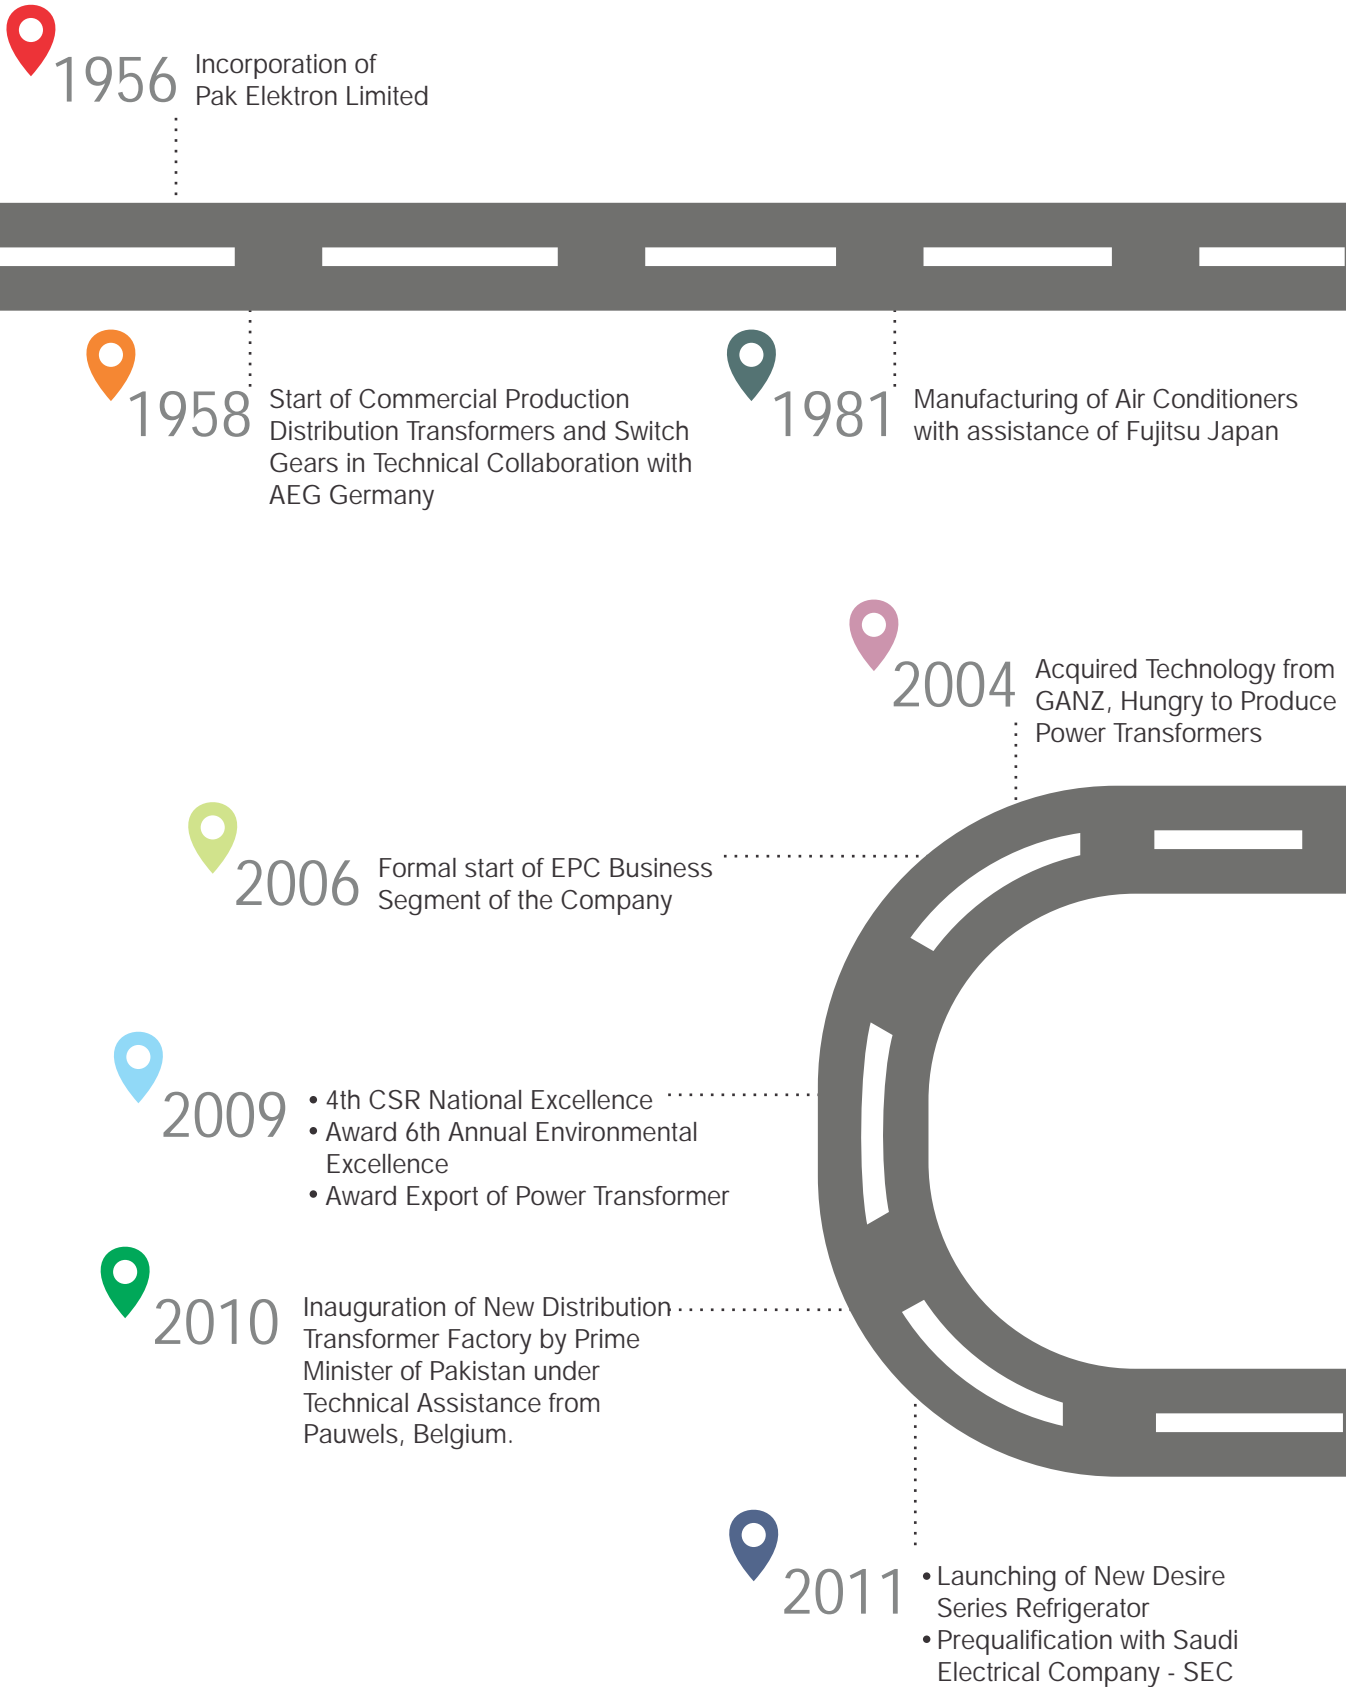 1956
Incorporation of
Pak Elektron Limited
1958
Start of Commercial Production
Distribution Transformers and Switch
Gears in Technical Collaboration with
AEG Germany
1981
Manufacturing of Air Conditioners
with assistance of Fujitsu Japan
2004
Acquired Technology from
GANZ, Hungry to Produce
Power Transformers
2006
Formal start of EPC Business
Segment of the Company
2009
• 4th CSR National Excellence
• Award 6th Annual Environmental
Excellence
• Award Export of Power Transformer
2010
Inauguration of New Distribution
Transformer Factory by Prime
Minister of Pakistan under
Technical Assistance from
Pauwels, Belgium.
2011
• Launching of New Desire
Series Refrigerator
• Prequalification with Saudi
Electrical Company - SEC